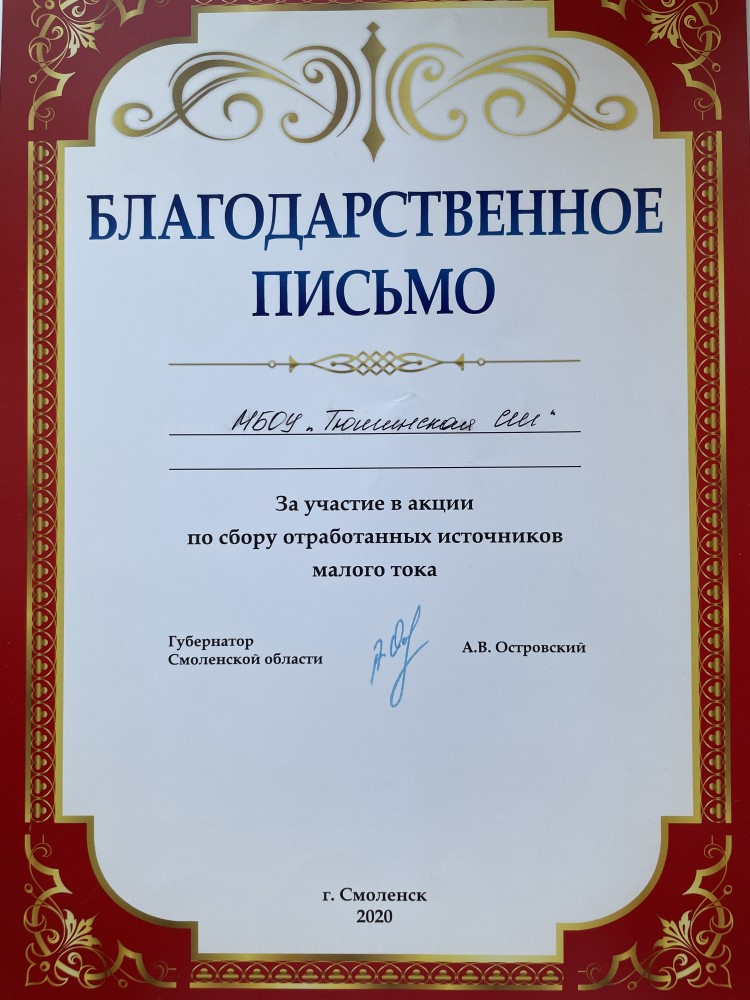 БЛАГОДАРСТВЕННОЕ
ПИСЬМО
МБОУ „Тюшинская СШ"
За участие в акции
по сбору отработанных источников
малого тока
Губернатор
Смоленской области
А.В. Островский
г. Смоленск
2020